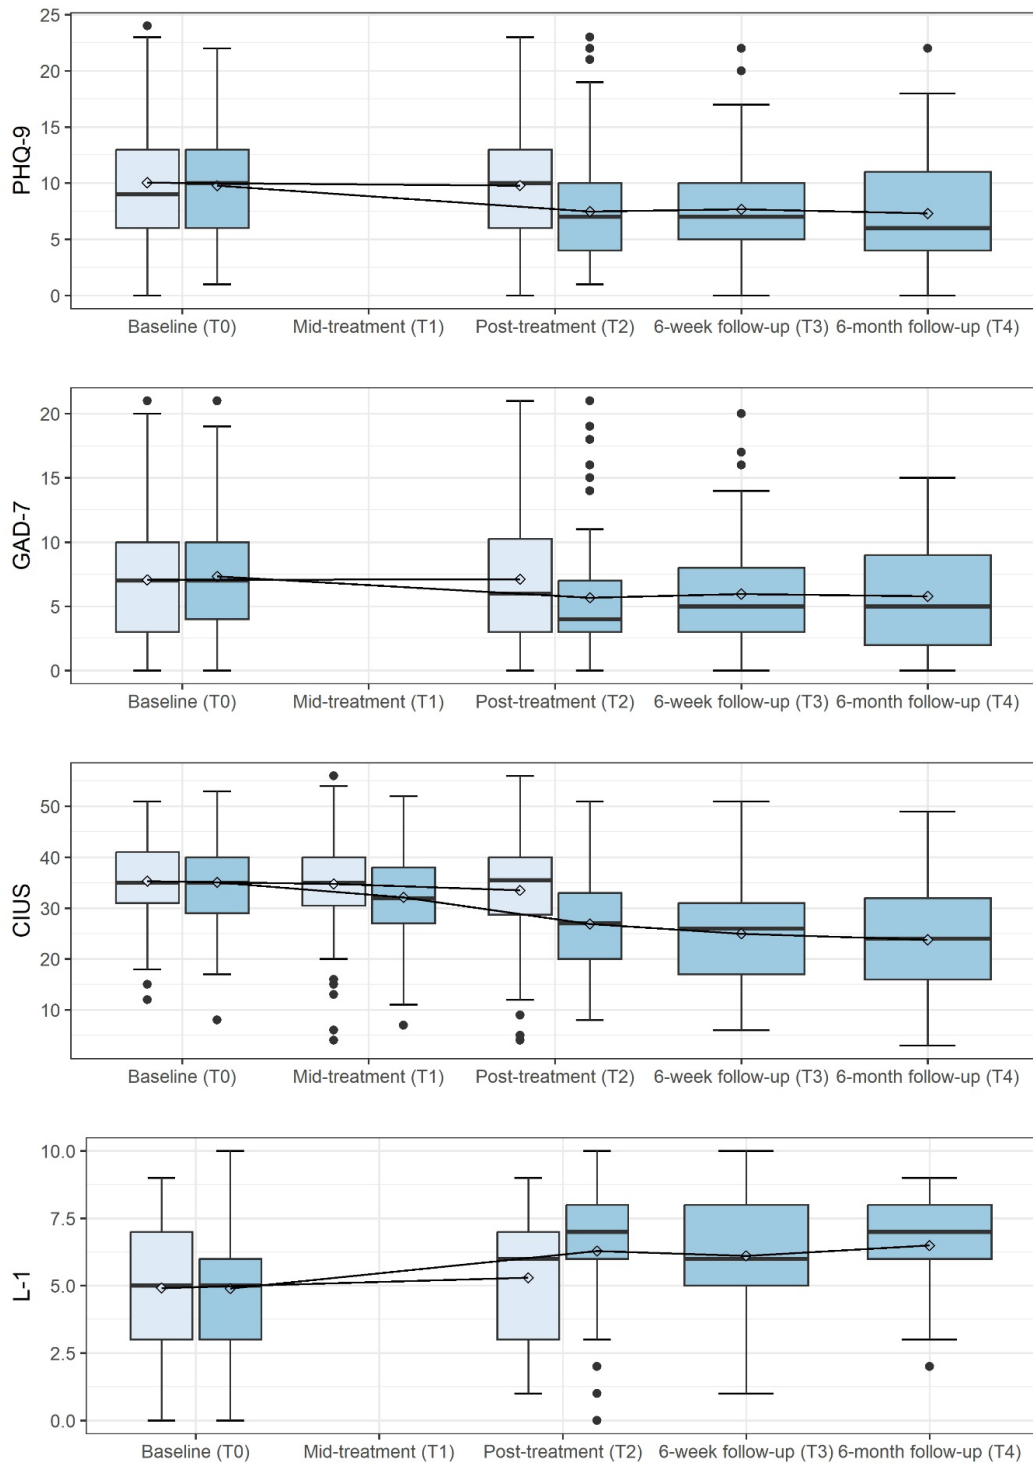 25
20
15
10
5
0
PHQ-9
Baseline (T0) Mid-treatment (T1) Post-treatment (T2) 6-week follow-up (T3) 6-month follow-up (T4)
20
15
10
5
0
GAD-7
Baseline (T0) Mid-treatment (T1) Post-treatment (T2) 6-week follow-up (T3) 6-month follow-up (T4)
50
40
30
20
10
CIUS
Baseline (T0) Mid-treatment (T1) Post-treatment (T2) 6-week follow-up (T3) 6-month follow-up (T4)
10.0
7.5
5.0
2.5
0.0
L-1
Baseline (T0) Mid-treatment (T1) Post-treatment (T2) 6-week follow-up (T3) 6-month follow-up (T4)